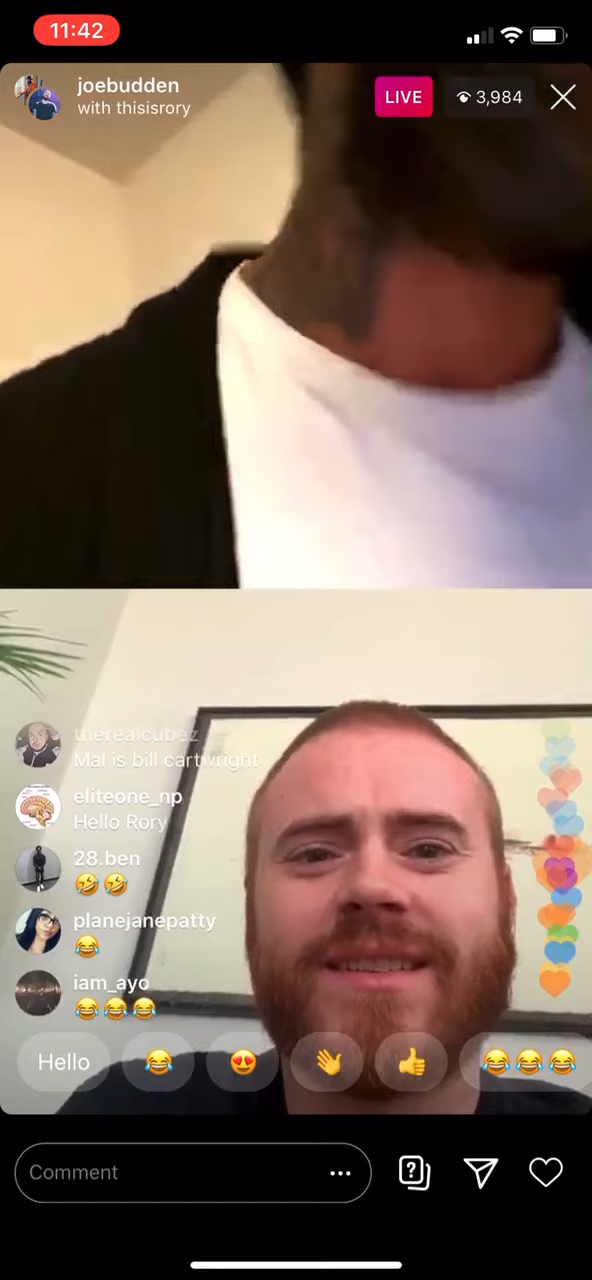 11:42
joebudden
with thisisrory
LIVE
3,984
therealcubez
Mal is bill cartwright
eliteone_np
Hello Rory
28.ben
🤣🤣
planejanepatty
😂
iam_ayo
😂😂😂
Hello 😂 😍 👋 👍 😂😂😂
Comment